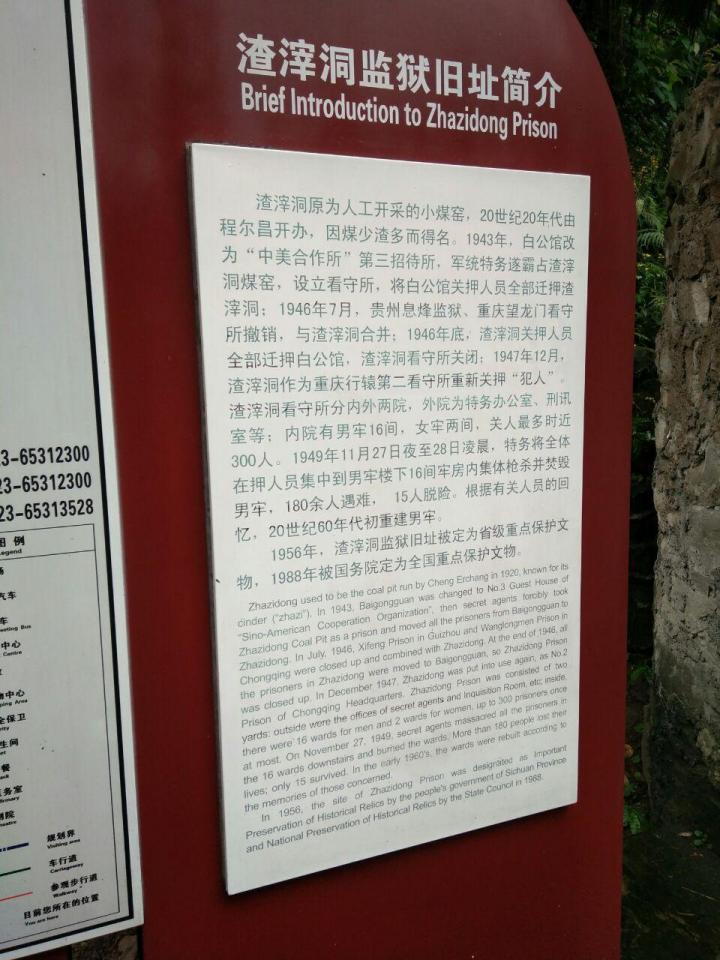 渣滓洞监狱旧址简介
Brief Introduction to Zhazidong Prison
渣滓洞原为人工开采的小煤窑，20世纪20年代由
程尔昌开办，因煤少渣多而得名。1943年，白公馆改
为“中美合作所”第三招待所，军统特务遂霸占渣滓
洞煤窑，设立看守所，将白公馆关押人员全部迁押渣
滓洞；1946年7月，贵州息烽监狱、重庆望龙门看守
所撤销，与渣滓洞合并；1946年底，渣滓洞关押人员
全部迁押白公馆，渣滓洞看守所关闭；1947年12月，
渣滓洞作为重庆行辕第二看守所重新关押“犯人”。
渣滓洞看守所分内外两院，外院为特务办公室、刑讯
室等；内院有男牢16间，女牢两间，关人最多时近
300人。1949年11月27日夜至28日凌晨，特务将全体
在押人员集中到男牢楼下16间牢房内集体枪杀并焚毁
男牢，180余人遇难， 15人脱险。根据有关人员的回
忆，20世纪60年代初重建男牢。
1956年，渣滓洞监狱旧址被定为省级重点保护文
物，1988年被国务院定为全国重点保护文物。
Zhazidong used to be the coal pit run by Cheng Erchang in 1920, known for its
cinder ("zhazi"). In 1943, Baigongguan was changed to No.3 Guest House of
"Sino-American Cooperation Organization", then secret agents forcibly took
Zhazidong Coal Pit as a prison and moved all the prisoners from Baigongguan to
Zhazidong. In July, 1946, Xifeng Prison in Guizhou and Wanglongmen Prison in
Chongqing were closed up and combined with Zhazidong. At the end of 1946, all
the prisoners in Zhazidong were moved to Baigongguan, so Zhazidong Prison
was closed up. In December 1947, Zhazidong was put into use again, as No.2
Prison of Chongqing Headquarters. Zhazidong Prison was consisted of two
yards: outside were the offices of secret agents and Inquisition Room, etc; inside,
there were 16 wards for men and 2 wards for women, up to 300 prisoners once
at most. On November 27, 1949, secret agents massacred all the prisoners in
the 16 wards downstairs and burned the wards. More than 180 people lost their
lives; only 15 survived. In the early 1960's, the wards were rebuilt according to
the memories of those concerned.
In 1956, the site of Zhazidong Prison was designated as Important
Preservation of Historical Relics by the people's government of Sichuan Province
and National Preservation of Historical Relics by the State Council in 1988.
23-65312300
23-65312300
23-65313528
图 例
Legend
汽车
车
中心
Centre
中心
全保卫
生间
餐
医务室
剧院
规划界
Visiting area
车行道
Carriageway
参观步行道
Walkway
目前您所在的位置
You are here